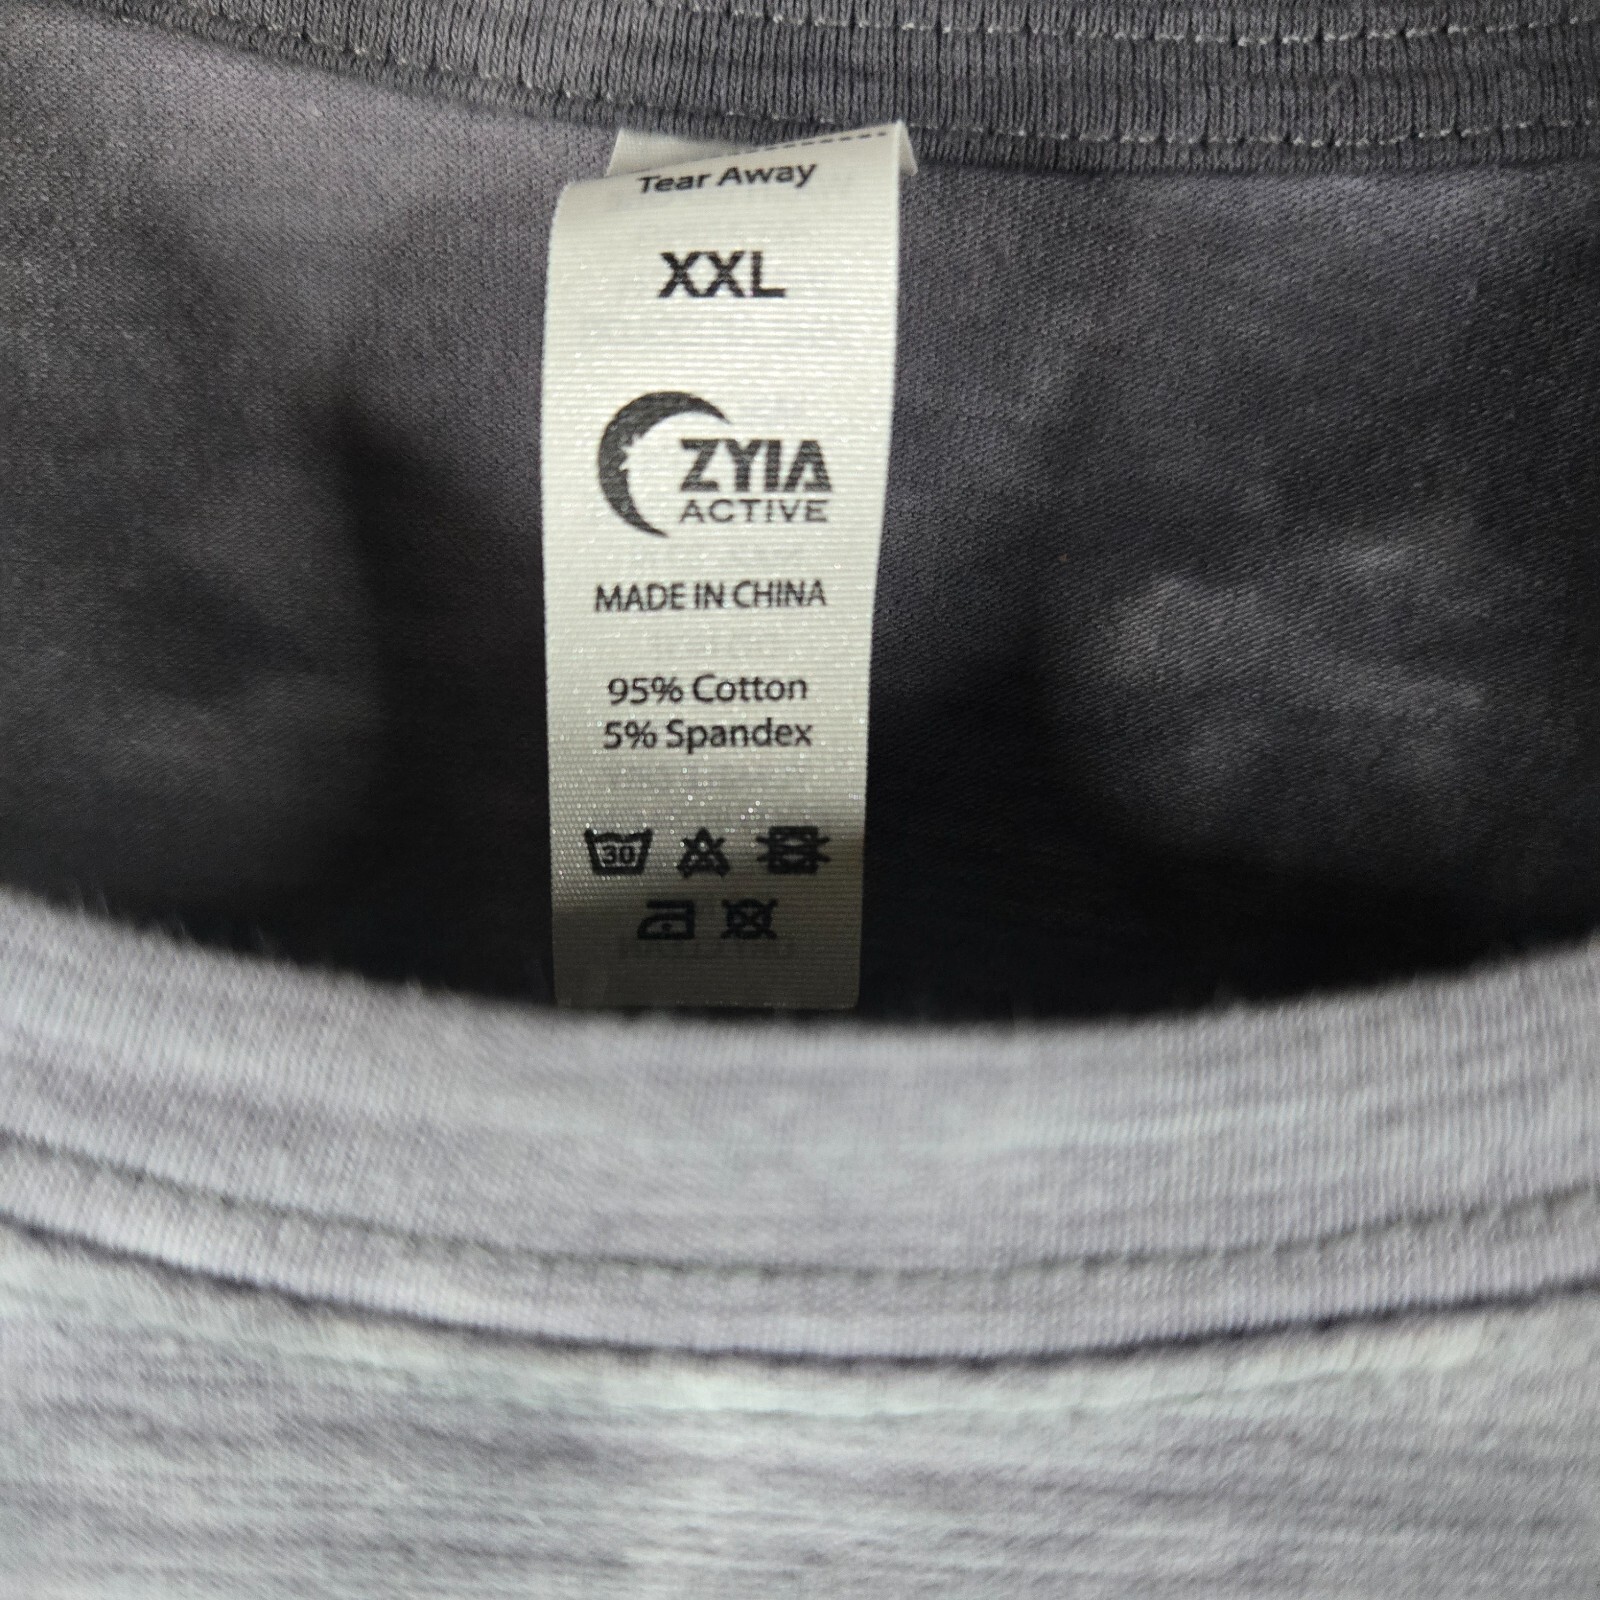 Tear Away
XXL
ZYIA
ACTIVE
MADE IN CHINA
95% Cotton
5% Spandex
30